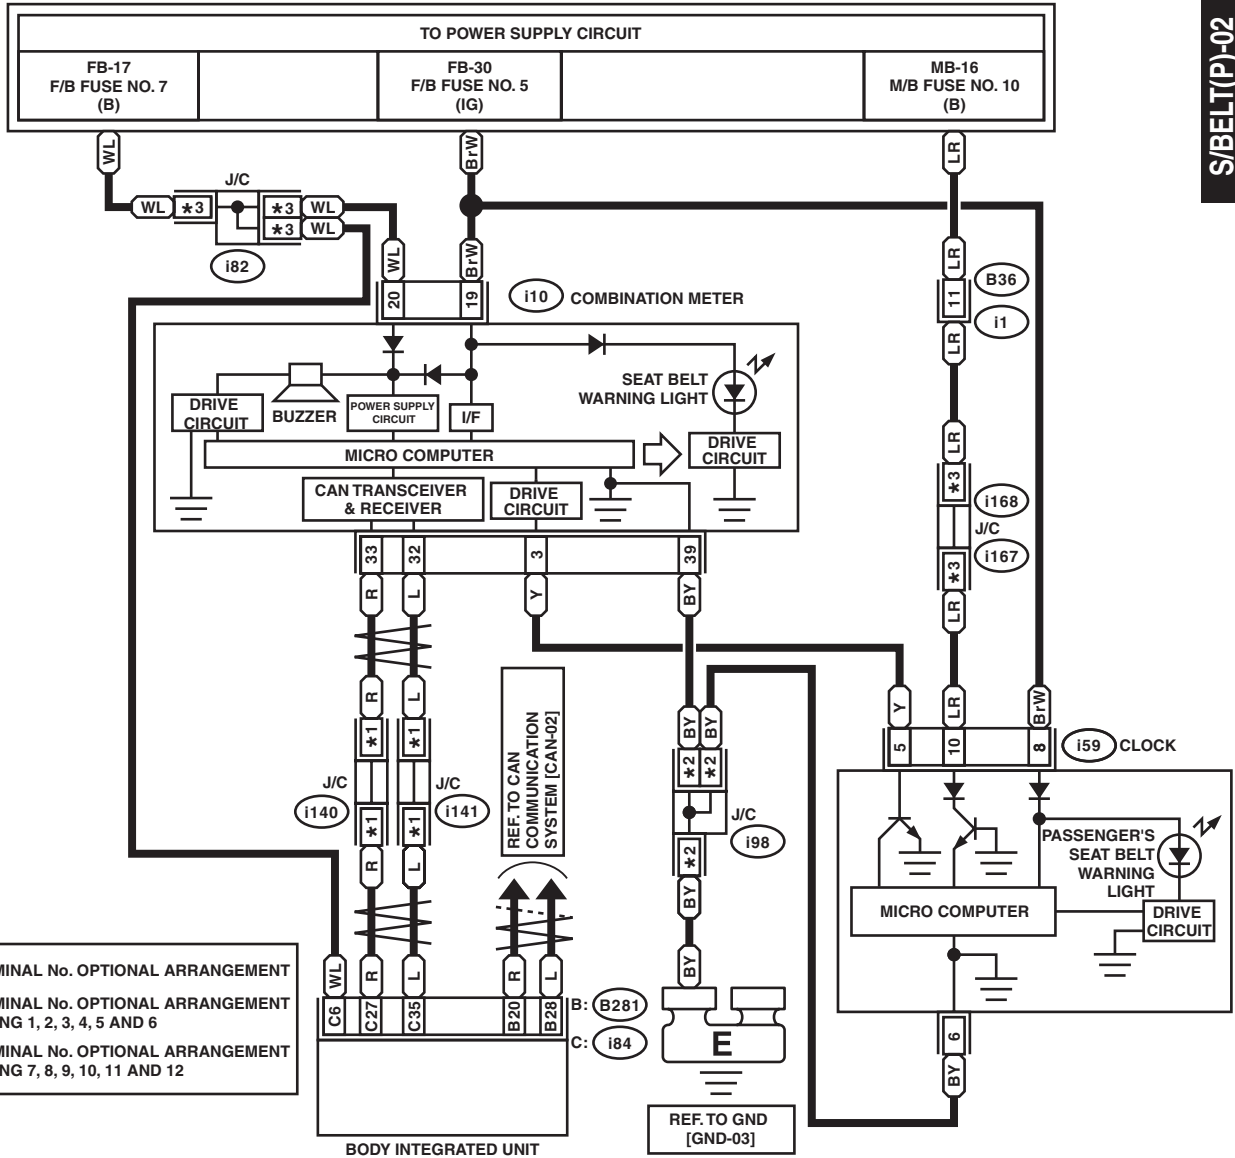 S/BELT(P)-02
TO POWER SUPPLY CIRCUIT
FB-17
F/B FUSE NO. 7
(B)
FB-30
F/B FUSE NO. 5
(IG)
MB-16
M/B FUSE NO. 10
(B)
WL
BrW
LR
J/C
WL
*3
*3
WL
*3
WL
i82
WL
BrW
LR
20
19
i10
COMBINATION METER
11
B36
i1
LR
SEAT BELT
WARNING LIGHT
DRIVE
CIRCUIT
BUZZER
POWER SUPPLY
CIRCUIT
I/F
MICRO COMPUTER
DRIVE
CIRCUIT
CAN TRANSCEIVER
& RECEIVER
DRIVE
CIRCUIT
LR
*3
i168
J/C
i167
*3
LR
33
32
3
39
R
L
Y
BY
REF. TO CAN
COMMUNICATION
SYSTEM [CAN-02]
R
L
BY
BY
Y
LR
BrW
*1
*1
*2
*2
5
10
8
i59
CLOCK
J/C
i140
J/C
i141
J/C
i98
*1
*1
*2
R
L
BY
PASSENGER'S
SEAT BELT
WARNING
LIGHT
MICRO COMPUTER
DRIVE
CIRCUIT
MINAL No. OPTIONAL ARRANGEMENT
MINAL No. OPTIONAL ARRANGEMENT
NG 1, 2, 3, 4, 5 AND 6
MINAL No. OPTIONAL ARRANGEMENT
NG 7, 8, 9, 10, 11 AND 12
WL
R
L
R
L
BY
C6
C27
C35
B20
B28
B:
B281
C:
i84
E
6
BY
REF. TO GND
[GND-03]
BODY INTEGRATED UNIT